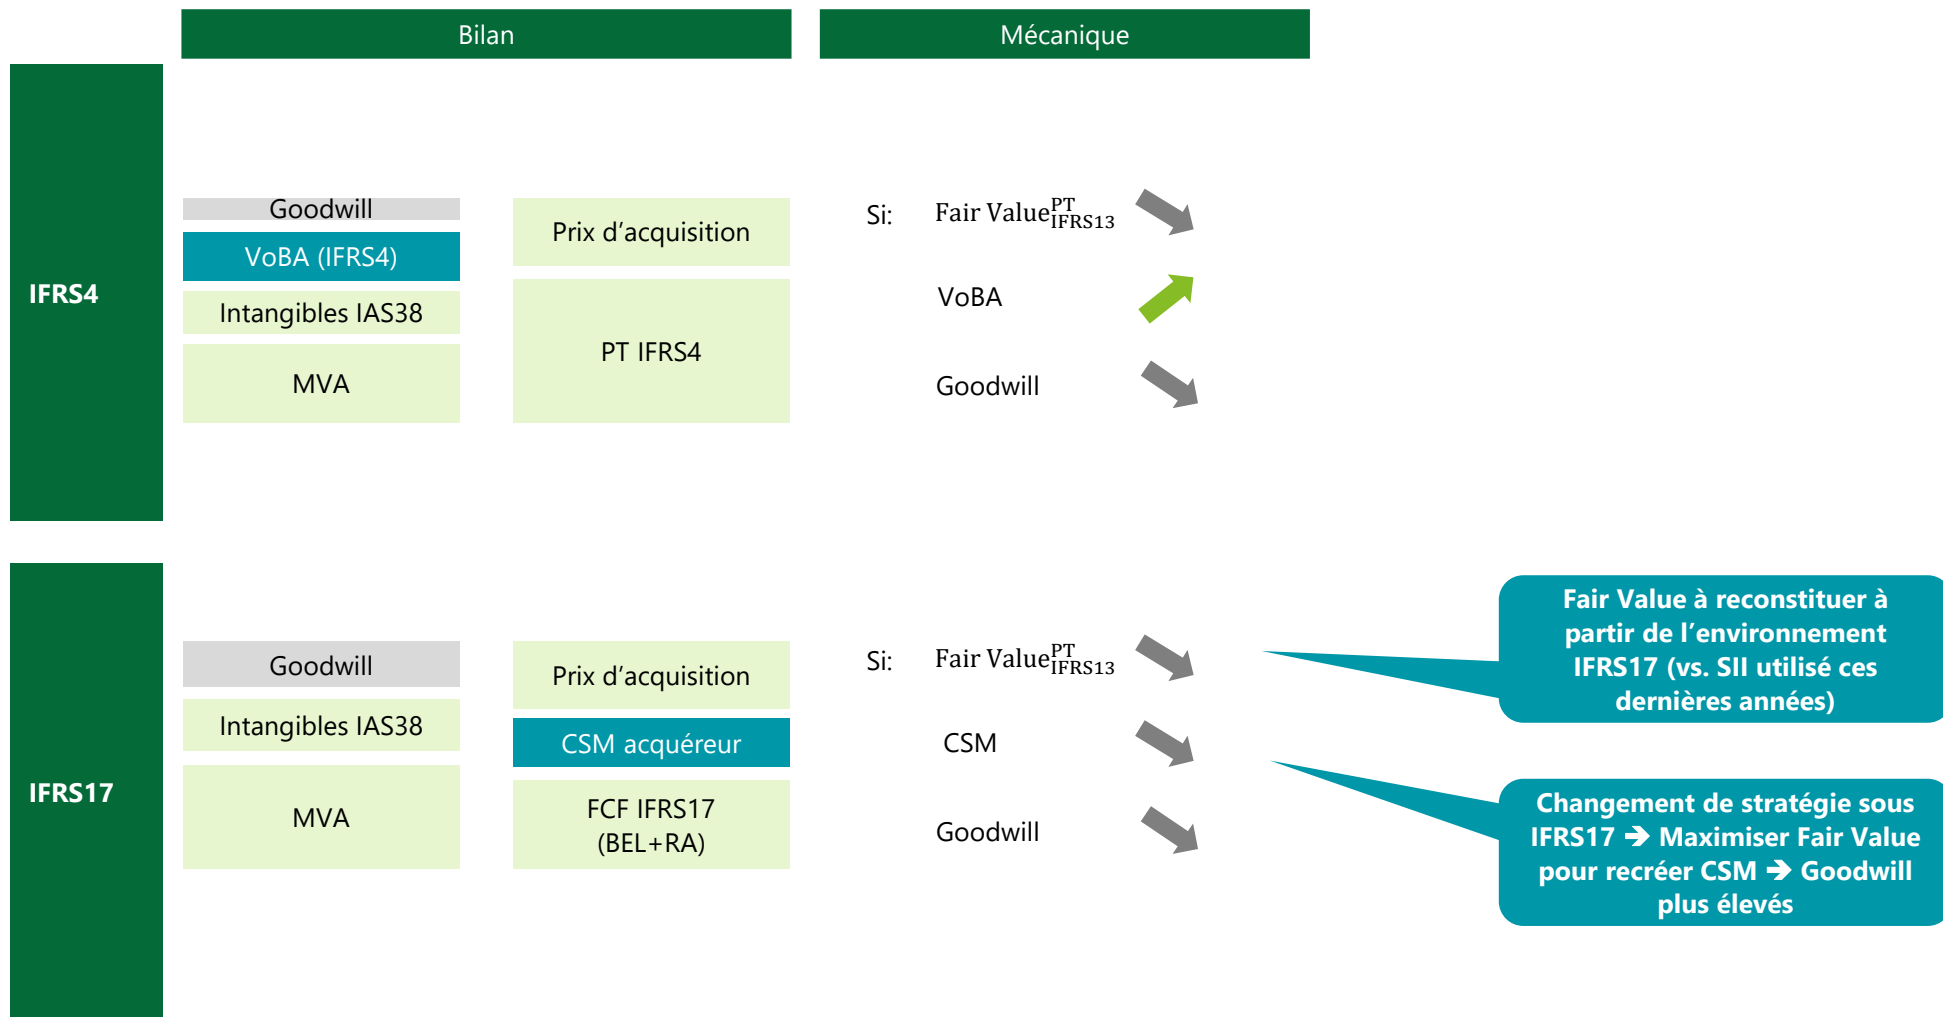 Bilan
Mécanique
IFRS4
Goodwill
VoBA (IFRS4)
Intangibles IAS38
MVA
Prix d'acquisition
PT IFRS4
Si:
Fair Value PT IFRS13
VoBA
Goodwill
IFRS17
Goodwill
Intangibles IAS38
MVA
Prix d'acquisition
CSM acquéreur
FCF IFRS17
(BEL+RA)
Si:
Fair Value PT IFRS13
CSM
Goodwill
Fair Value à reconstituer à
partir de l’environnement
IFRS17 (vs. SII utilisé ces
dernières années)
Changement de stratégie sous
IFRS17 ➔ Maximiser Fair Value
pour recréer CSM ➔ Goodwill
plus élevés